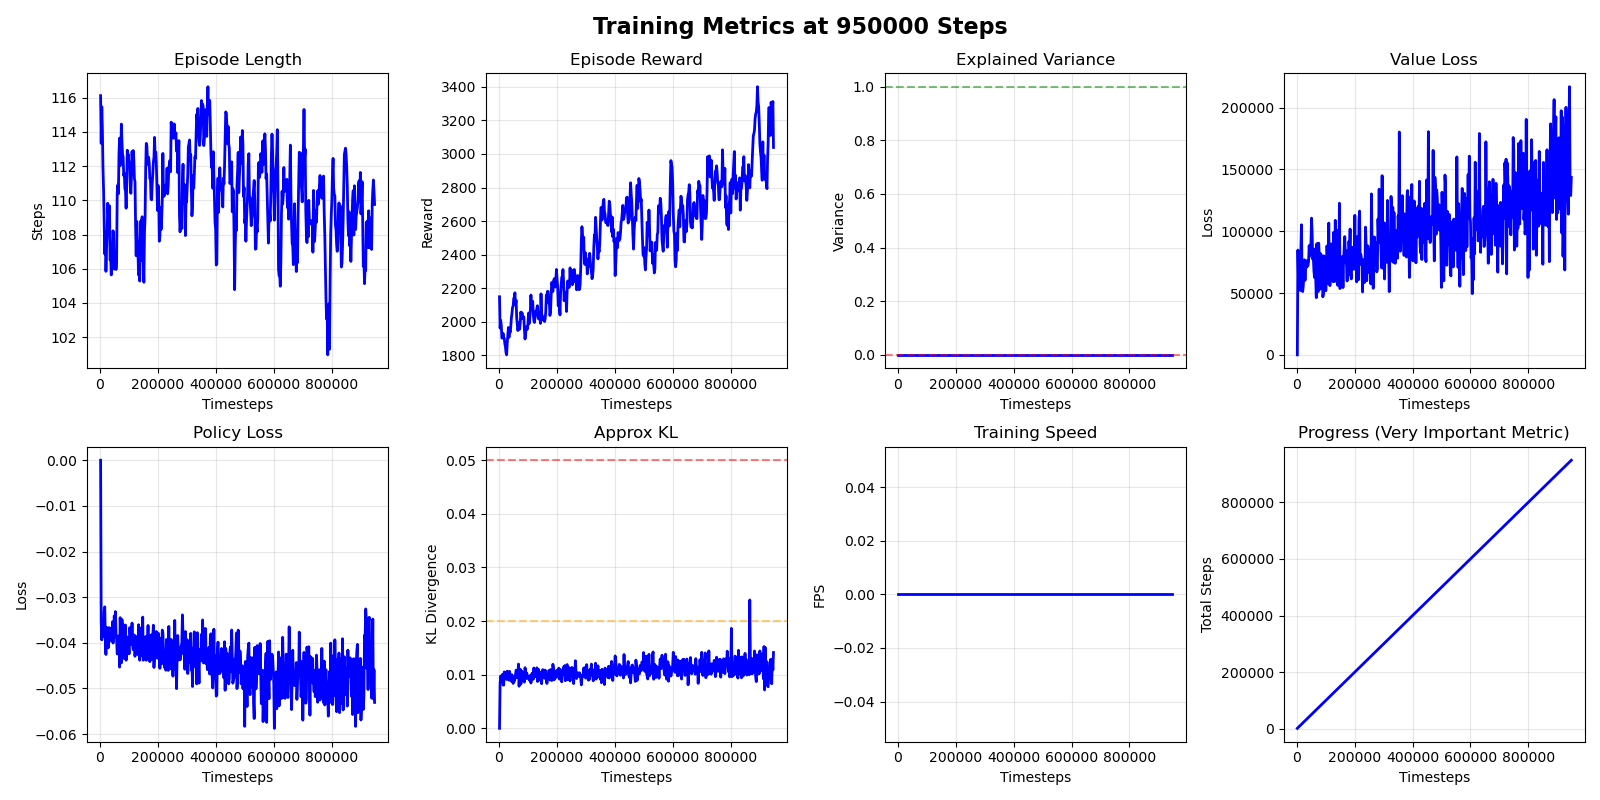 Training Metrics at 950000 Steps
Episode Length
Steps
116
114
112
110
108
106
104
102
0 200000 400000 600000 800000
Timesteps
Episode Reward
Reward
3400
3200
3000
2800
2600
2400
2200
2000
1800
0 200000 400000 600000 800000
Timesteps
Explained Variance
Variance
1.0
0.8
0.6
0.4
0.2
0.0
0 200000 400000 600000 800000
Timesteps
Value Loss
Loss
200000
150000
100000
50000
0
0 200000 400000 600000 800000
Timesteps
Policy Loss
Loss
0.00
−0.01
−0.02
−0.03
−0.04
−0.05
−0.06
0 200000 400000 600000 800000
Timesteps
Approx KL
KL Divergence
0.05
0.04
0.03
0.02
0.01
0.00
0 200000 400000 600000 800000
Timesteps
Training Speed
FPS
0.04
0.02
0.00
−0.02
−0.04
0 200000 400000 600000 800000
Timesteps
Progress (Very Important Metric)
Total Steps
800000
600000
400000
200000
0
0 200000 400000 600000 800000
Timesteps